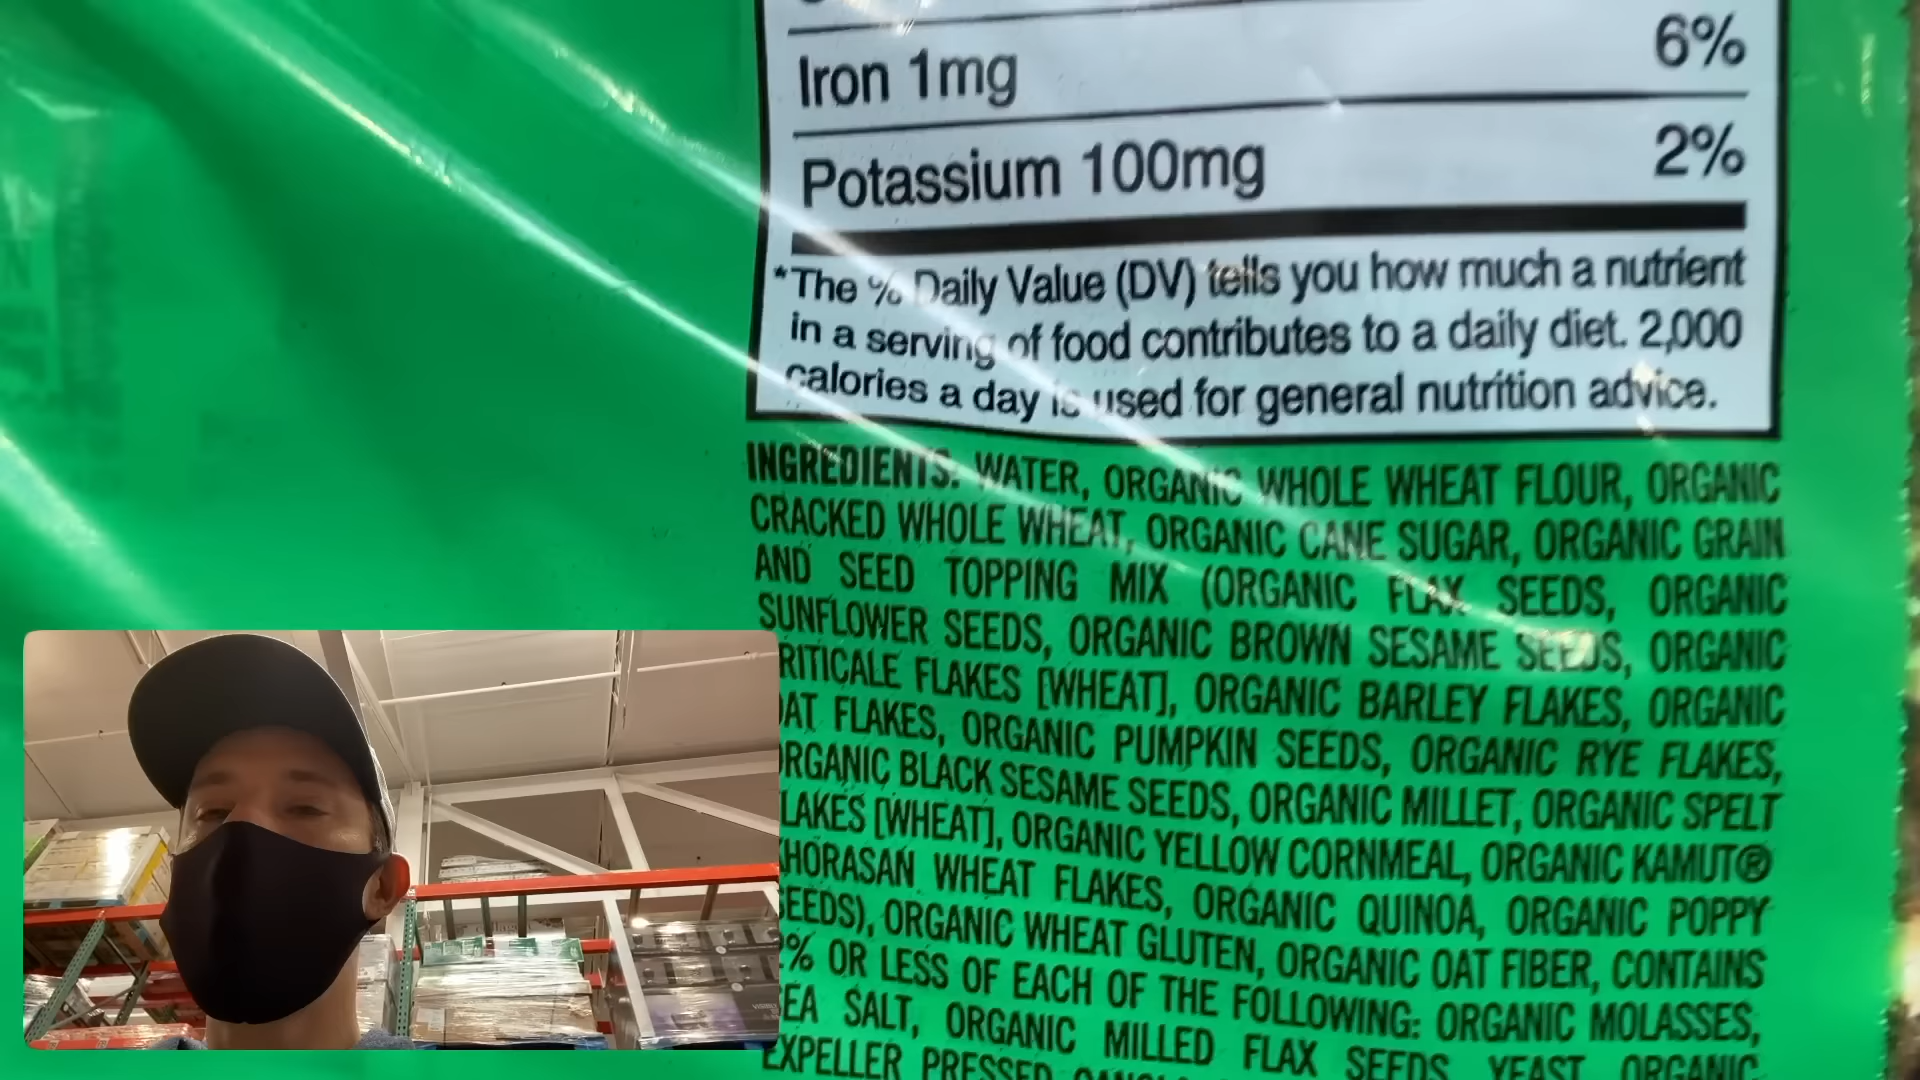 6%
Iron 1mg
2%
Potassium 100mg
*The % Daily Value (DV) tells you how much a nutrient
in a serving of food contributes to a daily diet. 2,000
calories a day is used for general nutrition advice.
INGREDIENTS: WATER, ORGANIC WHOLE WHEAT FLOUR, ORGANIC
CRACKED WHOLE WHEAT, ORGANIC CANE SUGAR, ORGANIC GRAIN
AND SEED TOPPING MIX (ORGANIC FLAX SEEDS, ORGANIC
SUNFLOWER SEEDS, ORGANIC BROWN SESAME SEEDS, ORGANIC
RITICALE FLAKES [WHEAT], ORGANIC BARLEY FLAKES, ORGANIC
OAT FLAKES, ORGANIC PUMPKIN SEEDS, ORGANIC RYE FLAKES,
ORGANIC BLACK SESAME SEEDS, ORGANIC MILLET, ORGANIC SPELT
LAKES [WHEAT], ORGANIC YELLOW CORNMEAL, ORGANIC KAMUT®
KHORASAN WHEAT FLAKES, ORGANIC QUINOA, ORGANIC POPPY
SEEDS), ORGANIC WHEAT GLUTEN, ORGANIC OAT FIBER, CONTAINS
% OR LESS OF EACH OF THE FOLLOWING: ORGANIC MOLASSES,
EA SALT, ORGANIC MILLED FLAX SEEDS, YEAST, ORGANIC
EXPELLER PRESSED